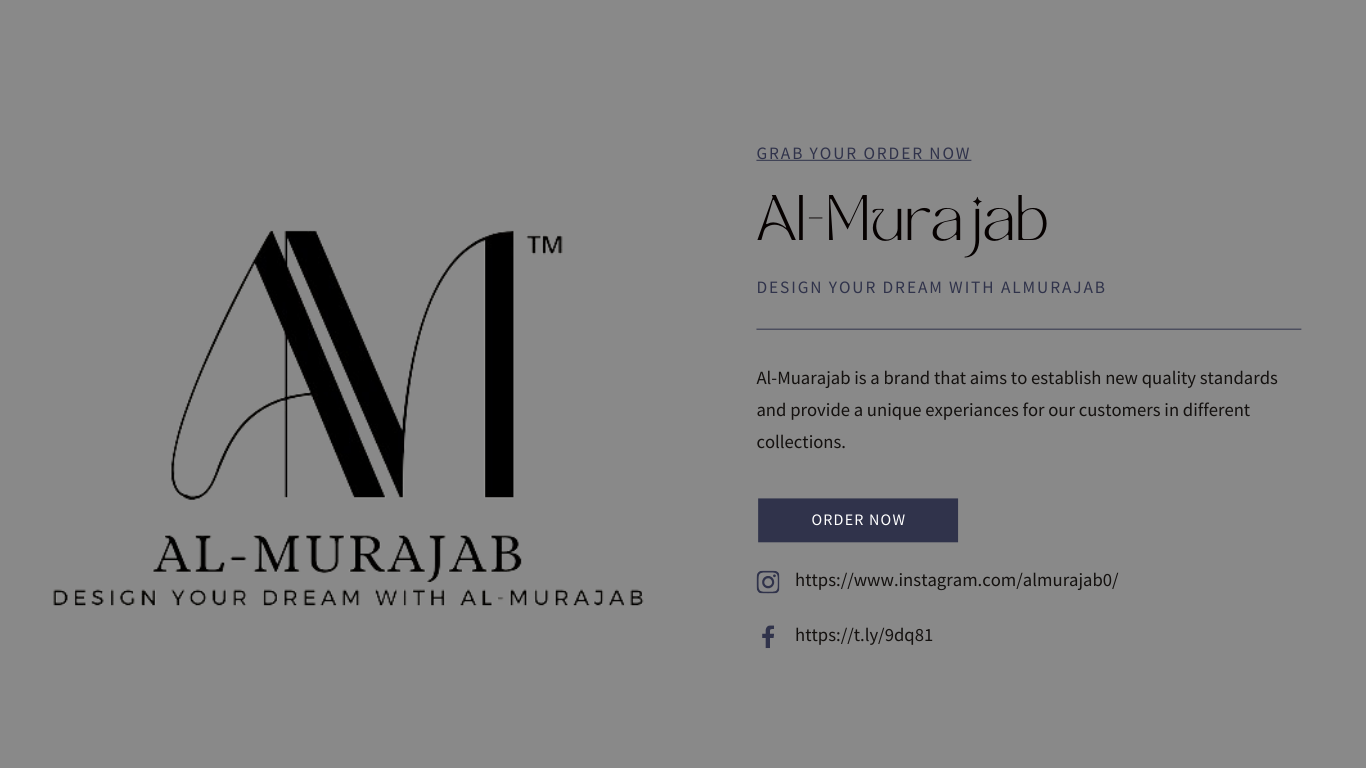 TM
AL-MURAJAB
DESIGN YOUR DREAM WITH AL-MURAJAB
GRAB YOUR ORDER NOW
Al-Murajab
DESIGN YOUR DREAM WITH ALMURAJAB
Al-Muarajab is a brand that aims to establish new quality standards
and provide a unique experiances for our customers in different
collections.
ORDER NOW
https://www.instagram.com/almurajab0/
https://t.ly/9dq81